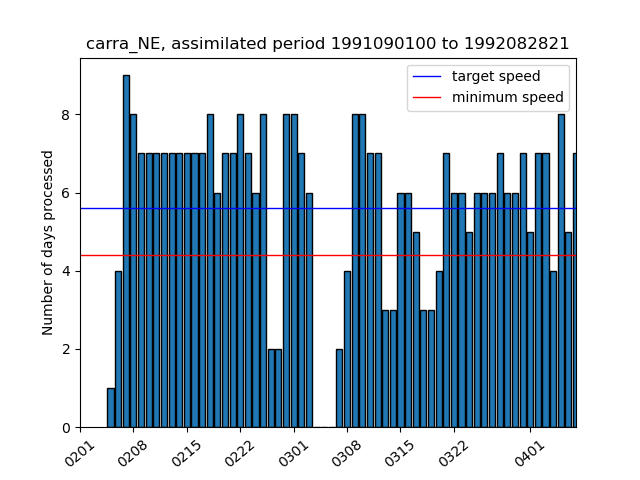 carra_NE, assimilated period 1991090100 to 1992082821
target speed
minimum speed
Number of days processed
8
6
4
2
0
0201 0208 0215 0222 0301 0308 0315 0322 0401